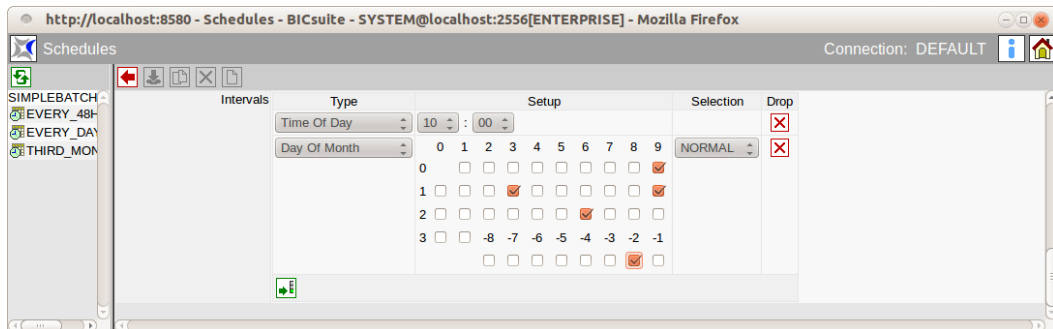 http://localhost:8580 - Schedules - BICsuite - SYSTEM@localhost:2556[ENTERPRISE] - Mozilla Firefox
Schedules Connection: DEFAULT
SIMPLEBATCH
EVERY_48H
EVERY_DAY
THIRD_MON
Intervals Type Setup Selection Drop
Time Of Day 10 : 00
Day Of Month 0 1 2 3 4 5 6 7 8 9 NORMAL
0
1
2
3 -8 -7 -6 -5 -4 -3 -2 -1